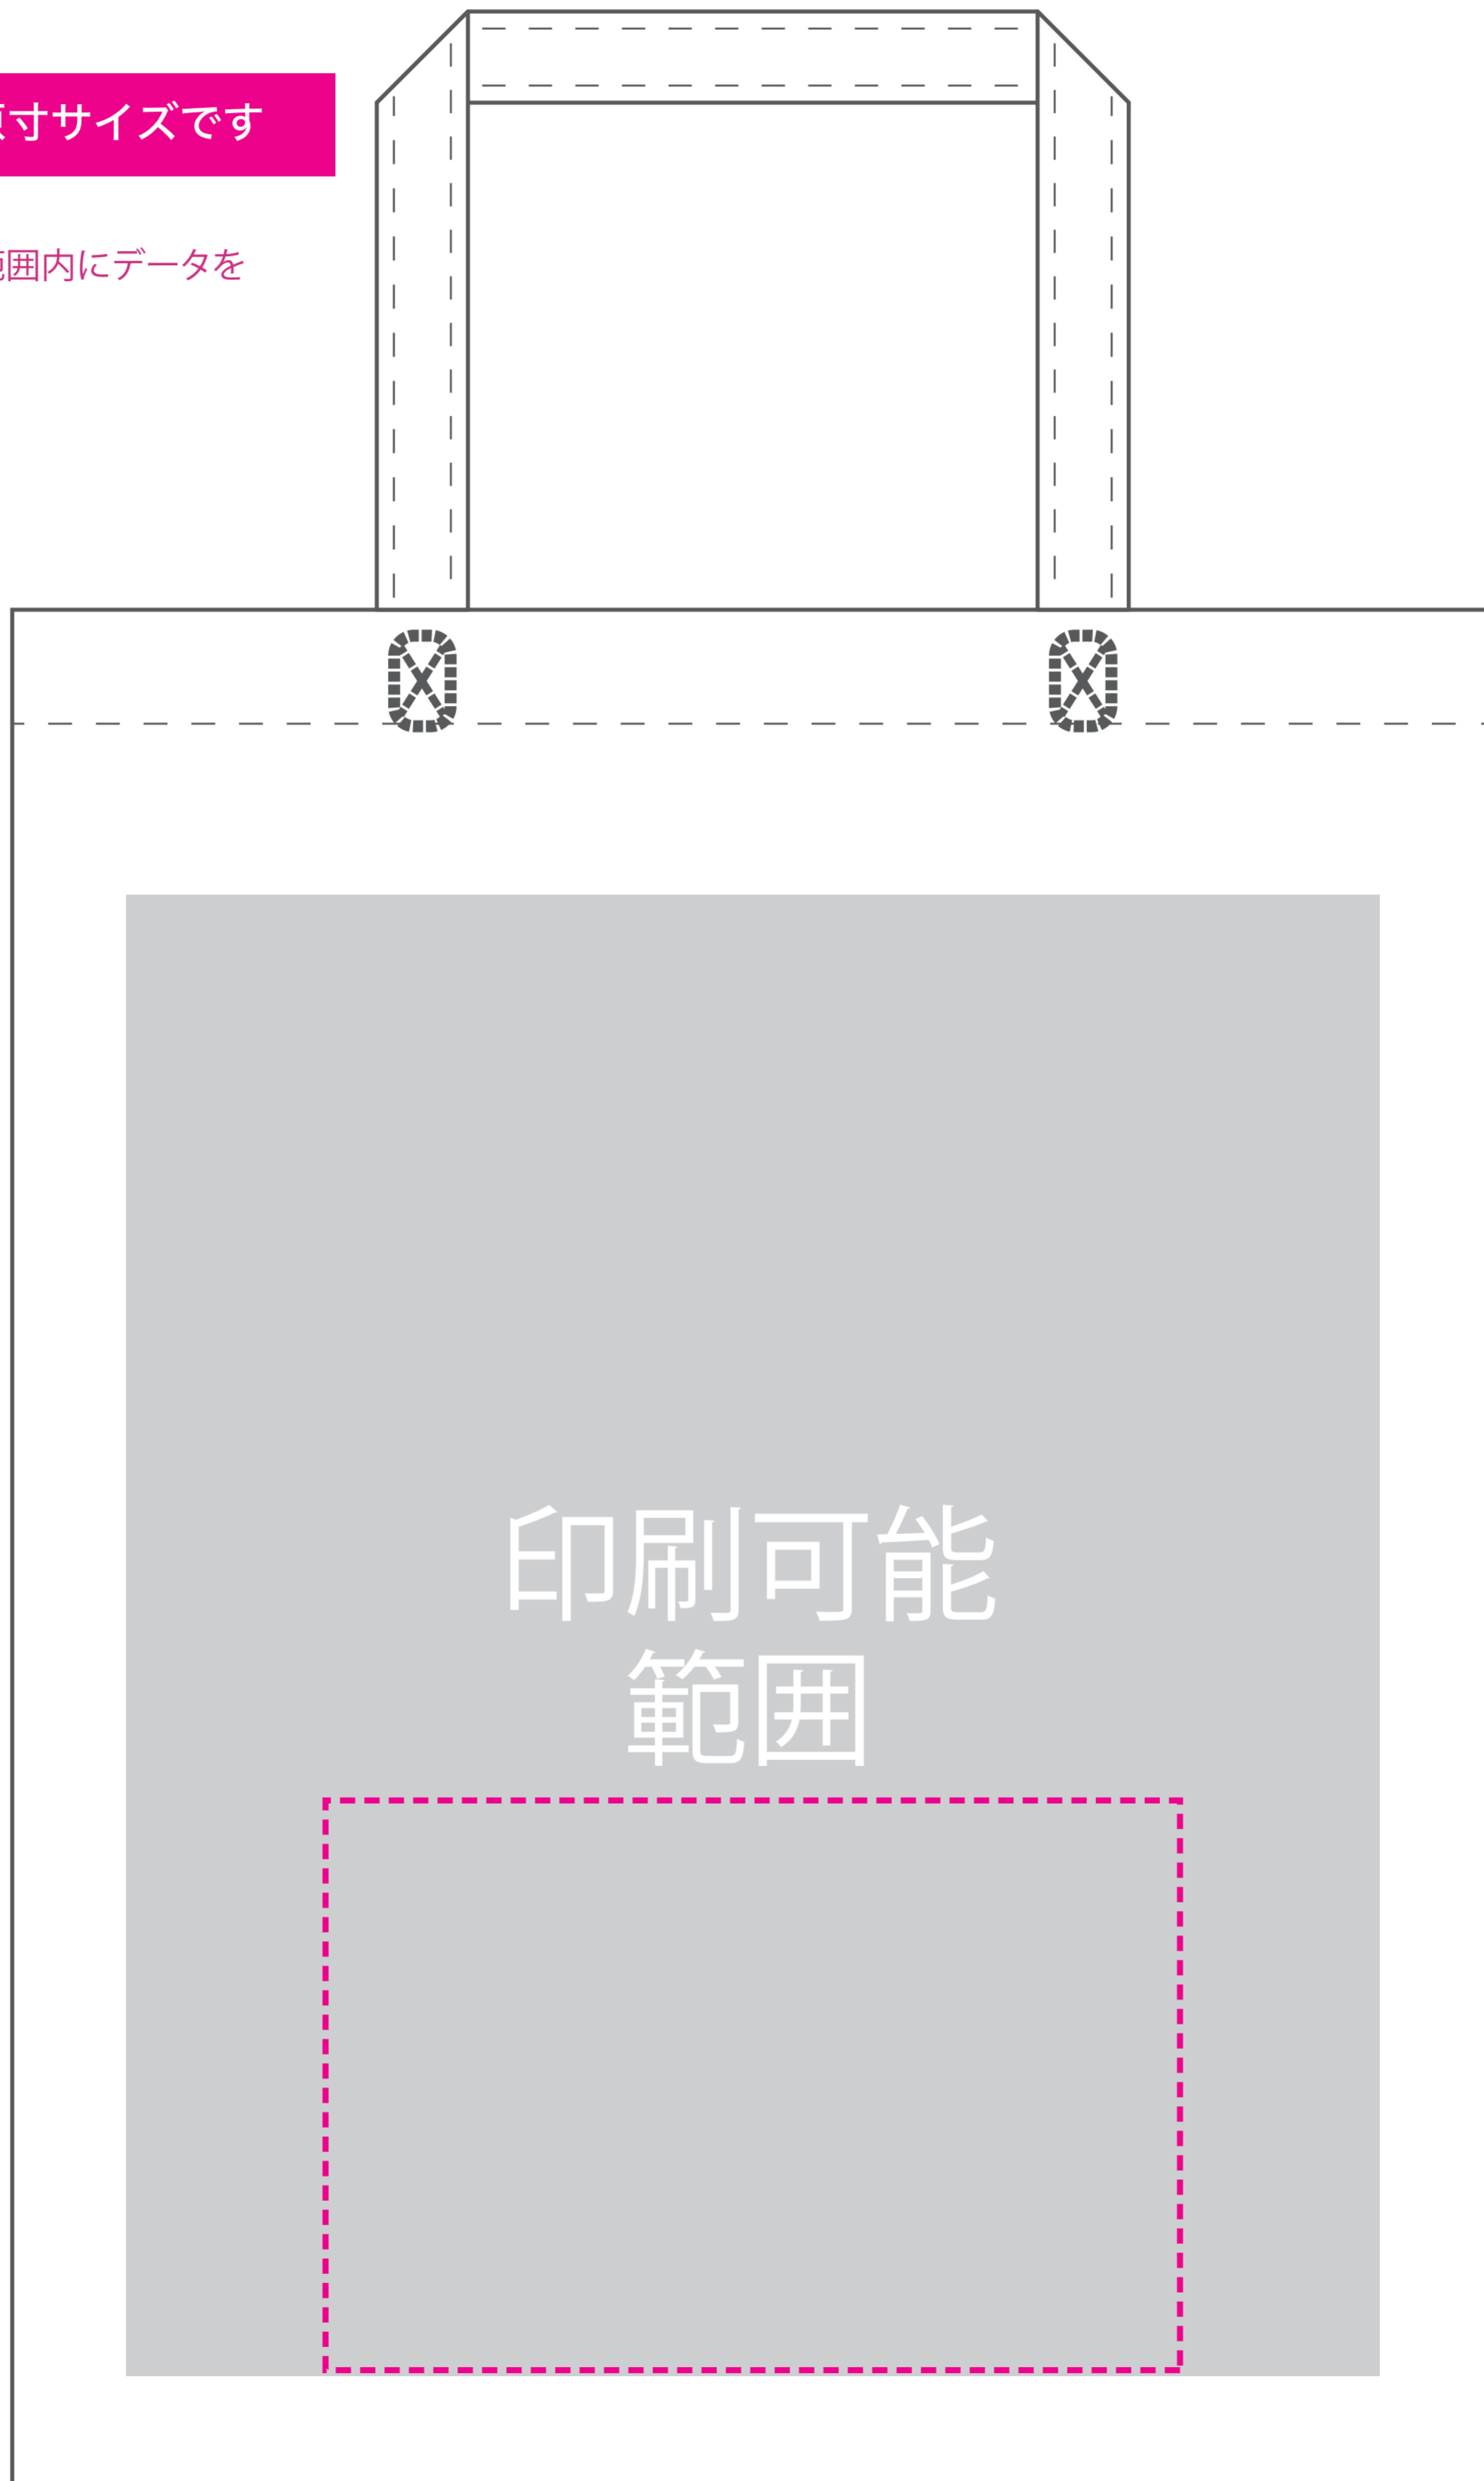 寸サイズです
囲内にデータを
印刷可能
範囲